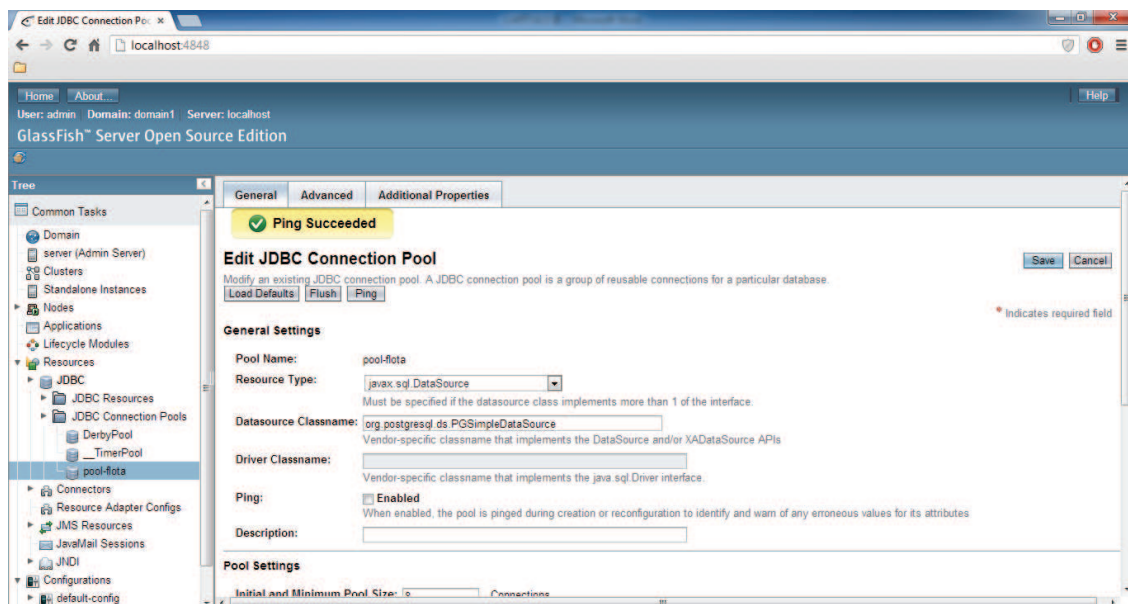 Edit JDBC Connection Poo
localhost:4848
Home About...
Help
User: admin Domain: domain1 Server: localhost
GlassFish™ Server Open Source Edition
Tree
Common Tasks
Domain
server (Admin Server)
Clusters
Standalone Instances
Nodes
Applications
Lifecycle Modules
Resources
JDBC
JDBC Resources
JDBC Connection Pools
DerbyPool
__TimerPool
pool-flota
Connectors
Resource Adapter Configs
JMS Resources
JavaMail Sessions
JNDI
Configurations
default-config
General Advanced Additional Properties
Ping Succeeded
Edit JDBC Connection Pool
Save Cancel
Modify an existing JDBC connection pool. A JDBC connection pool is a group of reusable connections for a particular database.
Load Defaults Flush Ping
* Indicates required field
General Settings
Pool Name: pool-flota
Resource Type: javax.sql.DataSource
Must be specified if the datasource class implements more than 1 of the interface.
Datasource Classname: org.postgresql.ds.PGSimpleDataSource
Vendor-specific classname that implements the DataSource and/or XADataSource APIs
Driver Classname:
Vendor-specific classname that implements the java.sql.Driver interface.
Ping: Enabled
When enabled, the pool is pinged during creation or reconfiguration to identify and warn of any erroneous values for its attributes
Description:
Pool Settings
Initial and Minimum Pool Size: 8 Connections